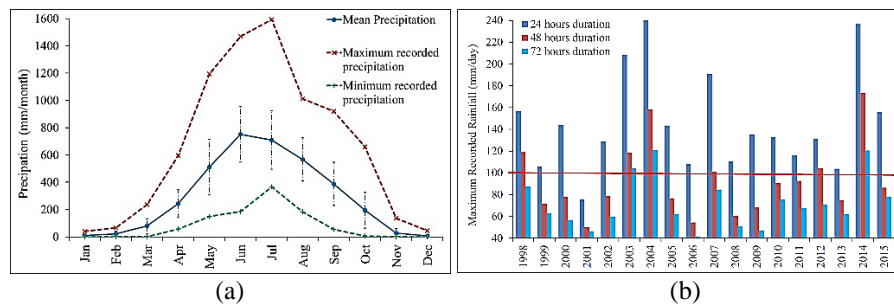 1600
1400
1200
1000
800
600
400
200
0
Precipation (mm/month)
Mean Precipitation
Maximum recorded
precipitation
Minimum recorded
precipitation
Jan
Feb
Mar
Apr
May
Jun
Jul
Aug
Sep
Oct
Nov
Dec
(a)
240
220
200
180
160
140
120
100
80
60
40
Maximum Recorded Rainfall (mm/day)
24 hours duration
48 hours duration
72 hours duration
1998
1999
2000
2001
2002
2003
2004
2005
2006
2007
2008
2009
2010
2011
2012
2013
2014
2015
(b)